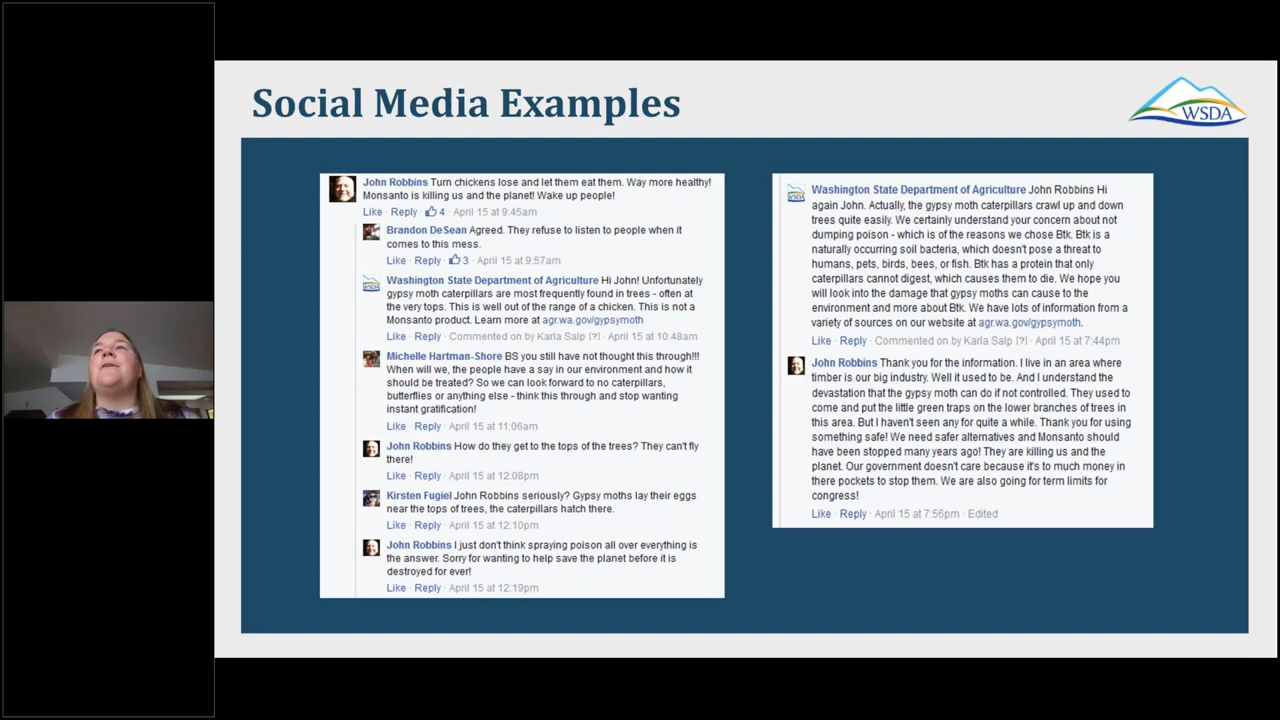 Social Media Examples
WSDA
John Robbins Turn chickens lose and let them eat them. Way more healthy!
Monsanto is killing us and the planet! Wake up people!
Like · Reply · 4 · April 15 at 9:45am
Brandon DeSean Agreed. They refuse to listen to people when it
comes to this mess.
Like · Reply · 3 · April 15 at 9:57am
Washington State Department of Agriculture Hi John! Unfortunately
gypsy moth caterpillars are most frequently found in trees - often at
the very tops. This is well out of the range of a chicken. This is not a
Monsanto product. Learn more at agr.wa.gov/gypsymoth
Like · Reply · Commented on by Karla Salp [?] · April 15 at 10:48am
Michelle Hartman-Shore BS you still have not thought this through!!!
When will we, the people have a say in our environment and how it
should be treated? So we can look forward to no caterpillars,
butterflies or anything else - think this through and stop wanting
instant gratification!
Like · Reply · April 15 at 11:06am
John Robbins How do they get to the tops of the trees? They can't fly
there!
Like · Reply · April 15 at 12:08pm
Kirsten Fugiel John Robbins seriously? Gypsy moths lay their eggs
near the tops of trees, the caterpillars hatch there.
Like · Reply · April 15 at 12:10pm
John Robbins I just don't think spraying poison all over everything is
the answer. Sorry for wanting to help save the planet before it is
destroyed for ever!
Like · Reply · April 15 at 12:19pm
Washington State Department of Agriculture John Robbins Hi
again John. Actually, the gypsy moth caterpillars crawl up and down
trees quite easily. We certainly understand your concern about not
dumping poison - which is of the reasons we chose Btk. Btk is a
naturally occurring soil bacteria, which doesn't pose a threat to
humans, pets, birds, bees, or fish. Btk has a protein that only
caterpillars cannot digest, which causes them to die. We hope you
will look into the damage that gypsy moths can cause to the
environment and more about Btk. We have lots of information from a
variety of sources on our website at agr.wa.gov/gypsymoth.
Like · Reply · Commented on by Karla Salp [?] · April 15 at 7:44pm
John Robbins Thank you for the information. I live in an area where
timber is our big industry. Well it used to be. And I understand the
devastation that the gypsy moth can do if not controlled. They used to
come and put the little green traps on the lower branches of trees in
this area. But I haven't seen any for quite a while. Thank you for using
something safe! We need safer alternatives and Monsanto should
have been stopped many years ago! They are killing us and the
planet. Our government doesn't care because it's to much money in
there pockets to stop them. We are also going for term limits for
congress!
Like · Reply · April 15 at 7:56pm · Edited